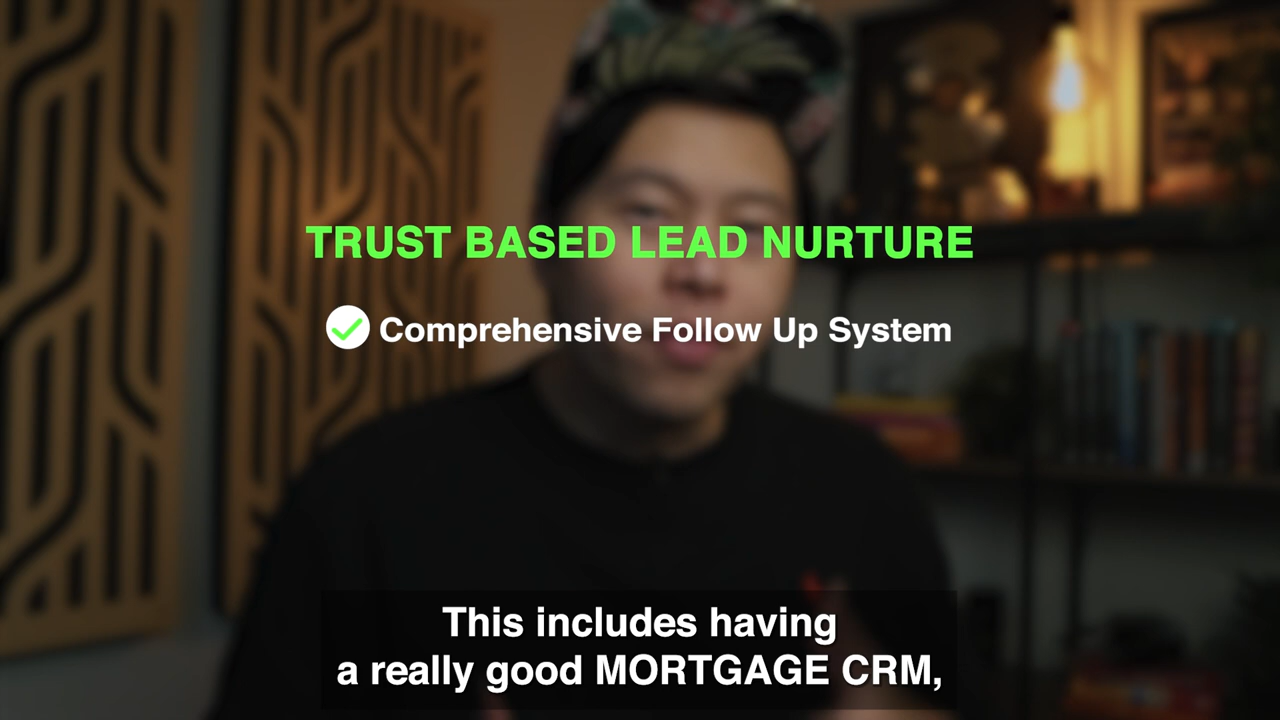 TRUST BASED LEAD NURTURE
Comprehensive Follow Up System
This includes having
a really good MORTGAGE CRM,